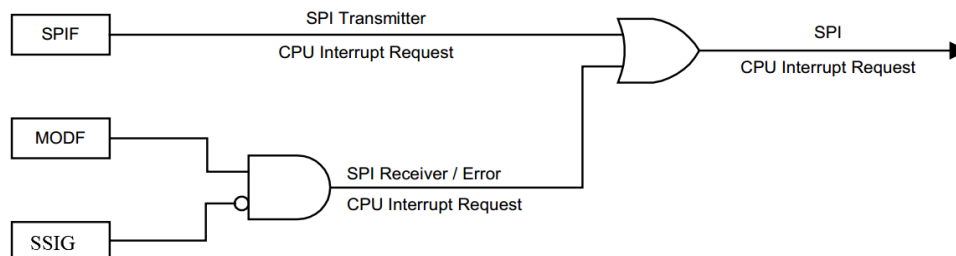 SPIF
SPI Transmitter
CPU Interrupt Request
SPI
CPU Interrupt Request
MODF
SPI Receiver / Error
CPU Interrupt Request
SSIG